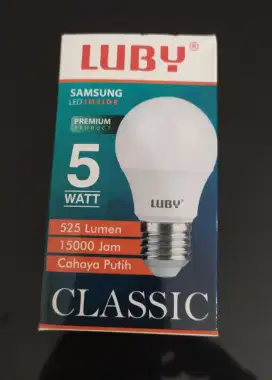 LUBY®
SAMSUNG
LED INSIDE
PREMIUM
PRODUCT
5
WATT
LUBY®
525 Lumen
15000 Jam
Cahaya Putih
CLASSIC